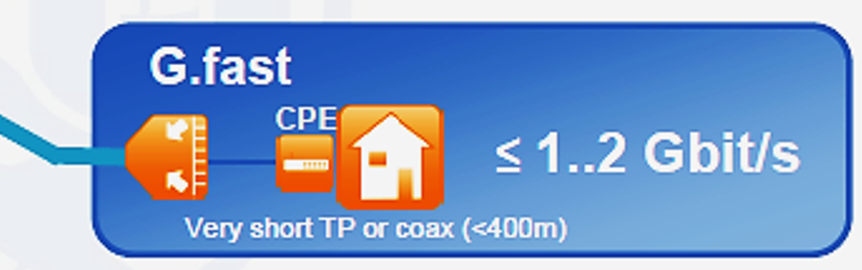 G.fast
CPE
≤ 1..2 Gbit/s
Very short TP or coax (<400m)